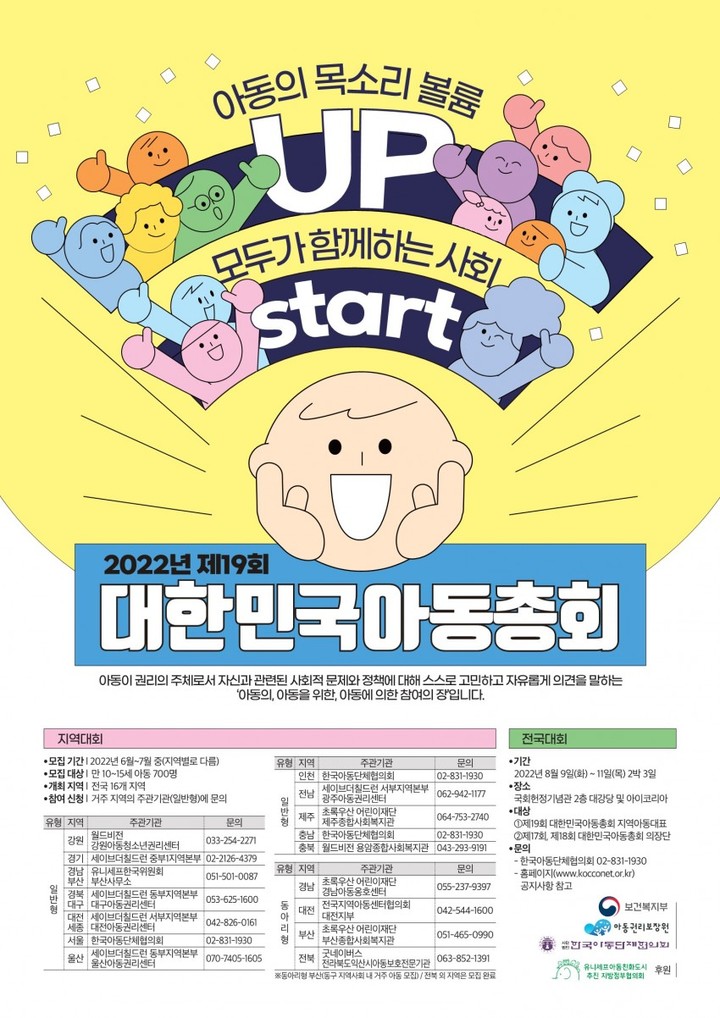 아동의 목소리 볼륨
UP
모두가 함께하는 사회
start
2022년 제19회
대한민국아동총회
아동이 권리의 주체로서 자신과 관련된 사회적 문제와 정책에 대해 스스로 고민하고 자유롭게 의견을 말하는
'아동의, 아동을 위한, 아동에 의한 참여의 장'입니다.
지역대회
•모집 기간 | 2022년 6월~7월 중(지역별로 다름)
•모집 대상 | 만 10~15세 아동 700명
•개최 지역 | 전국 16개 지역
•참여 신청 | 거주 지역의 주관기관(일반형)에 문의
유형 지역 주관기관 문의
일반형
강원 월드비전 강원아동청소년권리센터 033-254-2271
경기 세이브더칠드런 중부1지역본부 02-2126-4379
경남 부산 유니세프한국위원회 부산사무소 051-501-0087
경북 대구 세이브더칠드런 동부지역본부 대구아동권리센터 053-625-1600
대전 세종 세이브더칠드런 서부지역본부 대전아동권리센터 042-826-0161
서울 한국아동단체협의회 02-831-1930
울산 세이브더칠드런 동부지역본부 울산아동권리센터 070-7405-1605
유형 지역 주관기관 문의
일반형
인천 한국아동단체협의회 02-831-1930
전남 세이브더칠드런 서부지역본부 광주아동권리센터 062-942-1177
제주 초록우산 어린이재단 제주종합사회복지관 064-753-2740
충남 한국아동단체협의회 02-831-1930
충북 월드비전 용암종합사회복지관 043-293-9191
유형 지역 주관기관 문의
동아리형
경남 초록우산 어린이재단 경남아동옹호센터 055-237-9397
대전 전국지역아동센터협의회 대전지부 042-544-1600
부산 초록우산 어린이재단 부산종합사회복지관 051-465-0990
전북 굿네이버스 전라북도익산시아동보호전문기관 063-852-1391
※동아리형 부산(동구 지역사회 내 거주 아동 모집) / 전북 외 지역은 모집 완료
전국대회
•기간
2022년 8월 9일(화) ~ 11일(목) 2박 3일
•장소
국회헌정기념관 2층 대강당 및 아이코리아
•대상
①제19회 대한민국아동총회 지역아동대표
②제17회, 제18회 대한민국아동총회 의장단
•문의
- 한국아동단체협의회 02-831-1930
- 홈페이지(www.kocconet.or.kr)
공지사항 참고
보건복지부
아동권리보장원
한국아동단체협의회
유니세프아동친화도시
추진 지방정부협의회
후원